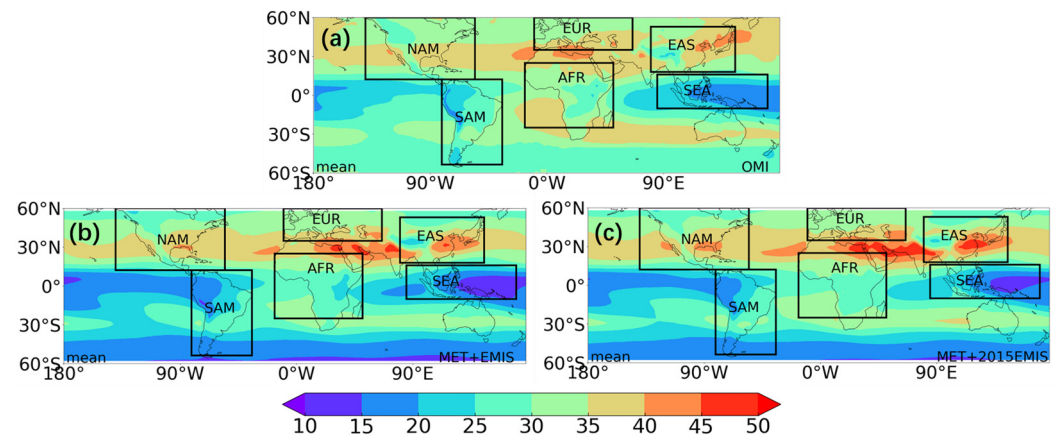 60°N
30°N
0°
30°S
60°S
(a)
NAM
EUR
EAS
AFR
SEA
SAM
mean
OMI
180°
90°W
0°W
90°E
60°N
30°N
0°
30°S
60°S
(b)
NAM
EUR
EAS
AFR
SEA
SAM
mean
MET+EMIS
180°
90°W
0°W
90°E
60°N
30°N
0°
30°S
60°S
(c)
NAM
EUR
EAS
AFR
SEA
SAM
mean
MET+2015EMIS
180°
90°W
0°W
90°E
10 15 20 25 30 35 40 45 50